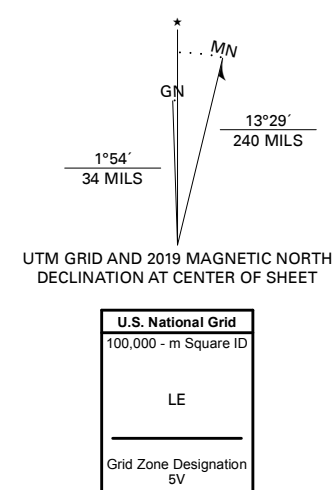 ★
MN
GN
13°29´
240 MILS
1°54´
34 MILS
UTM GRID AND 2019 MAGNETIC NORTH
DECLINATION AT CENTER OF SHEET
U.S. National Grid
100,000 - m Square ID
LE
Grid Zone Designation
5V